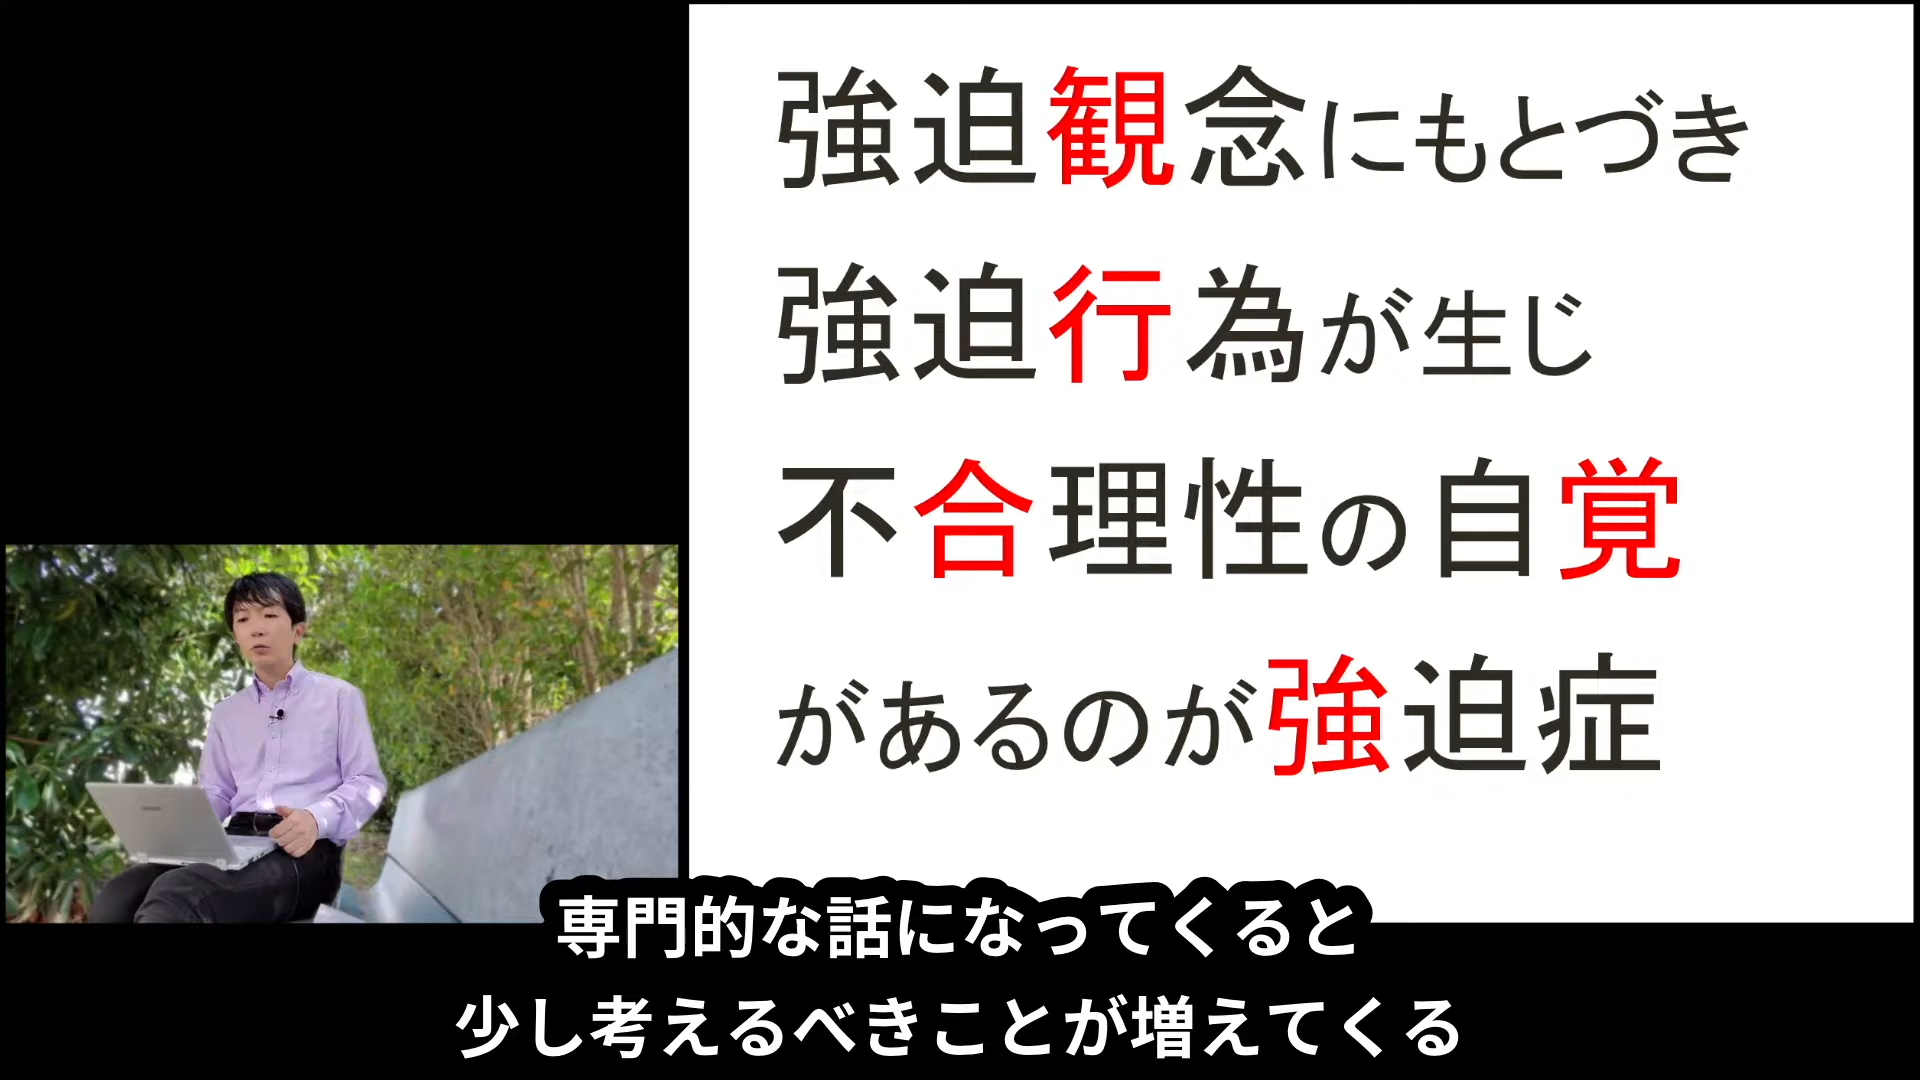 強迫観念にもとづき
強迫行為が生じ
不合理性の自覚
があるのが強迫症
専門的な話になってくると
少し考えるべきことが増えてくる